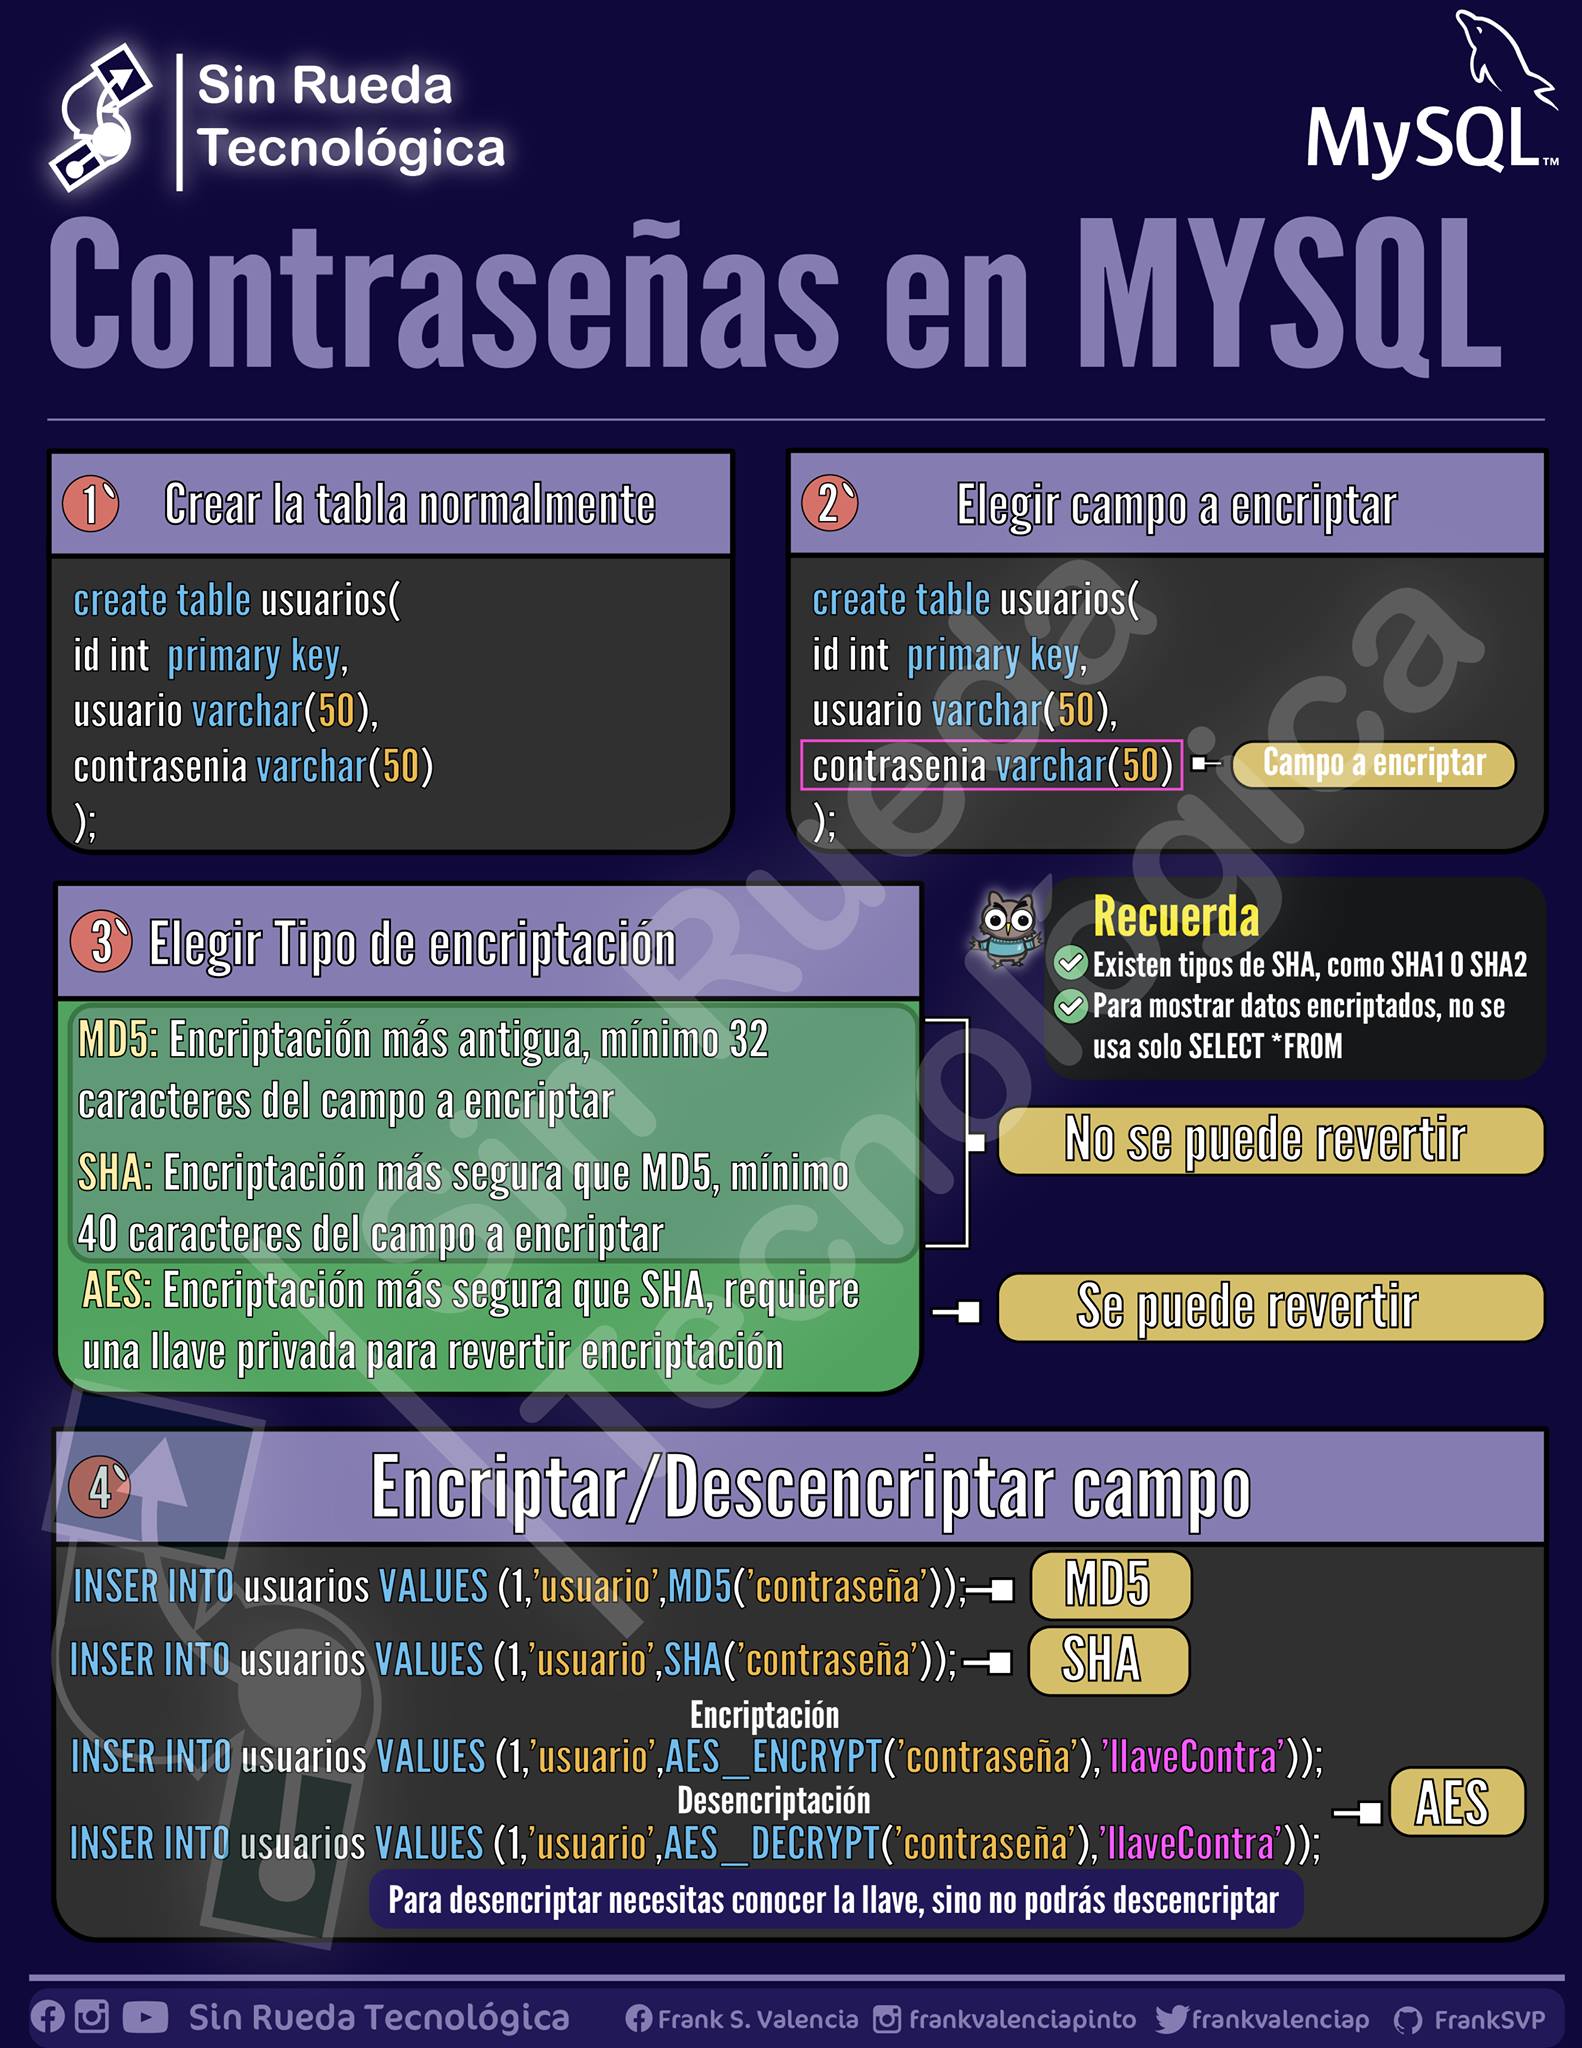 Sin Rueda
Tecnológica
MySQL™
Contraseñas en MYSQL
1 Crear la tabla normalmente
create table usuarios(
id int primary key,
usuario varchar(50),
contrasenia varchar(50)
);
2 Elegir campo a encriptar
create table usuarios(
id int primary key,
usuario varchar(50),
contrasenia varchar(50)
Campo a encriptar
);
3 Elegir Tipo de encriptación
MD5: Encriptación más antigua, mínimo 32
caracteres del campo a encriptar
SHA: Encriptación más segura que MD5, mínimo
40 caracteres del campo a encriptar
AES: Encriptación más segura que SHA, requiere
una llave privada para revertir encriptación
Recuerda
Existen tipos de SHA, como SHA1 O SHA2
Para mostrar datos encriptados, no se
usa solo SELECT *FROM
No se puede revertir
Se puede revertir
4 Encriptar/Descencriptar campo
INSER INTO usuarios VALUES (1,'usuario',MD5('contraseña'));
MD5
INSER INTO usuarios VALUES (1,'usuario',SHA('contraseña'));
SHA
Encriptación
INSER INTO usuarios VALUES (1,'usuario',AES_ENCRYPT('contraseña'),'llaveContra'));
Desencriptación
INSER INTO usuarios VALUES (1,'usuario',AES_DECRYPT('contraseña'),'llaveContra'));
AES
Para desencriptar necesitas conocer la llave, sino no podrás descencriptar
Sin Rueda
Tecnológica
Sin Rueda Tecnológica
Frank S. Valencia
frankvalenciapinto
frankvalenciap
FrankSVP